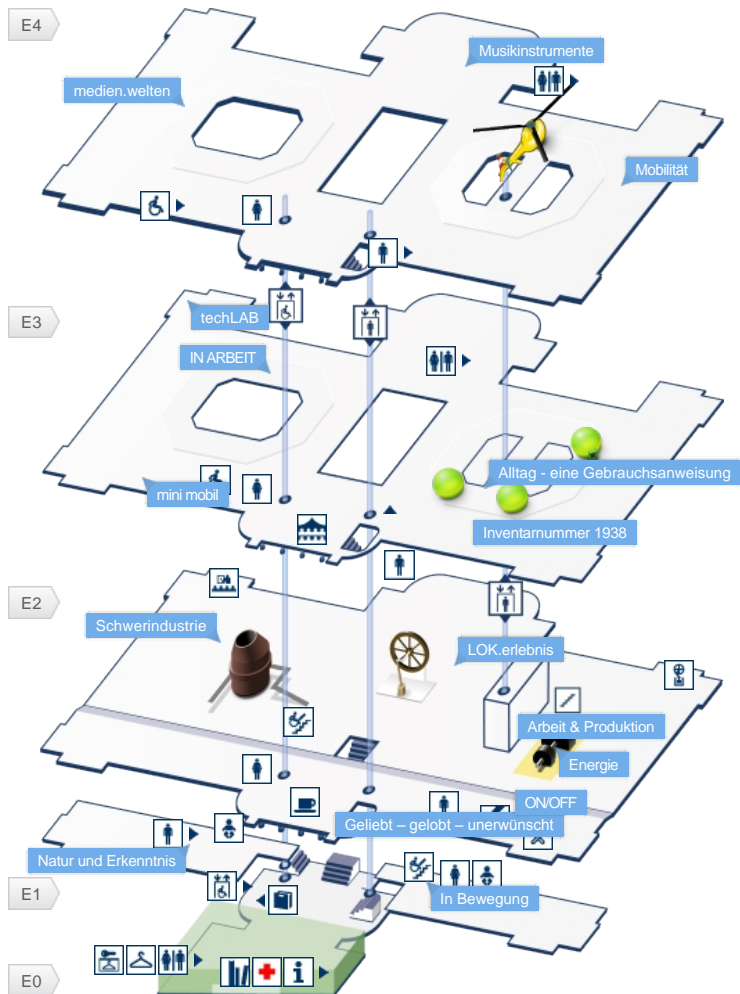 E4
Musikinstrumente
medien.welten
Mobilität
E3
techLAB
IN ARBEIT
Alltag - eine Gebrauchsanweisung
mini mobil
Inventarnummer 1938
E2
Schwerindustrie
LOK.erlebnis
Arbeit & Produktion
Energie
ON/OFF
Geliebt – gelobt – unerwünscht
Natur und Erkenntnis
E1
In Bewegung
E0